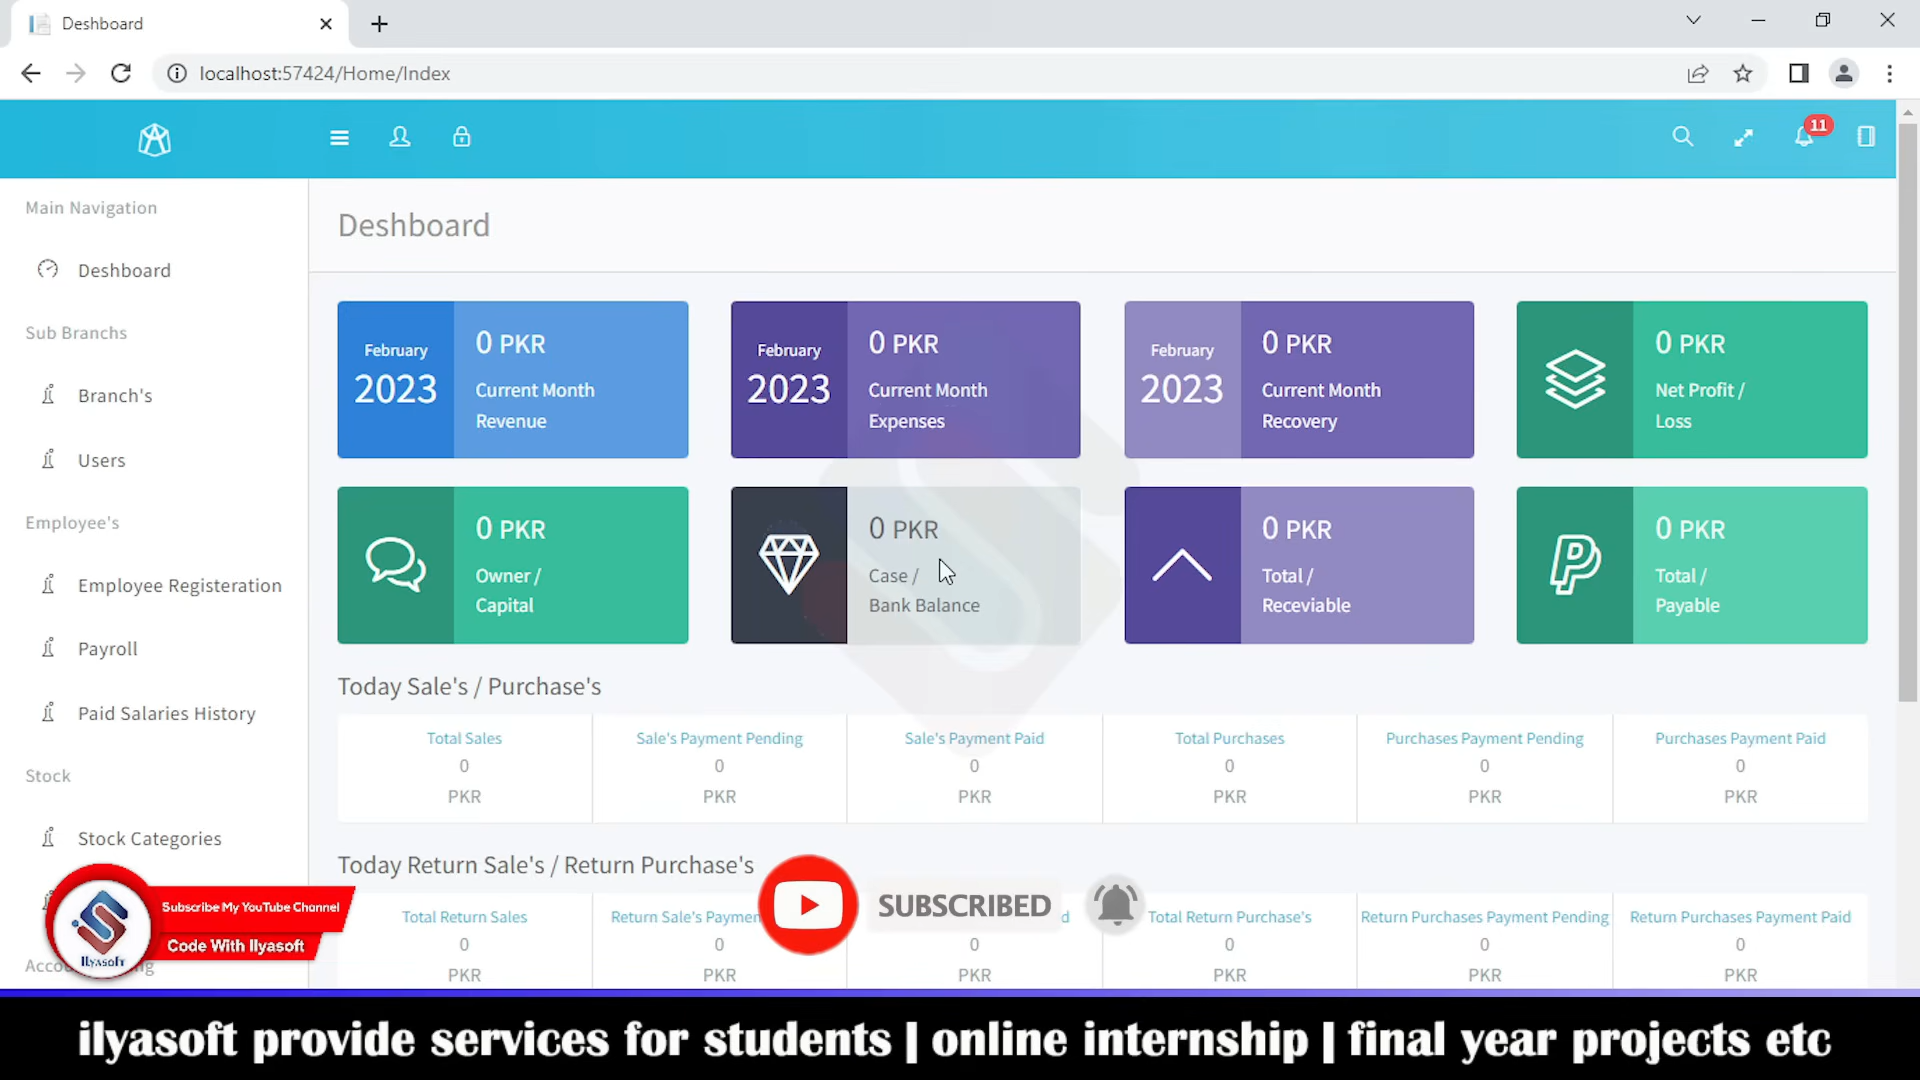 Deshboard
localhost:57424/Home/Index
11
Main Navigation
Deshboard
Sub Branchs
Branch's
Users
Employee's
Employee Registeration
Payroll
Paid Salaries History
Stock
Stock Categories
Deshboard
February
2023
0 PKR
Current Month
Revenue
February
2023
0 PKR
Current Month
Expenses
February
2023
0 PKR
Current Month
Recovery
0 PKR
Net Profit /
Loss
0 PKR
Owner /
Capital
0 PKR
Case /
Bank Balance
0 PKR
Total /
Receviable
0 PKR
Total /
Payable
Today Sale's / Purchase's
Total Sales
0
PKR
Sale's Payment Pending
0
PKR
Sale's Payment Paid
0
PKR
Total Purchases
0
PKR
Purchases Payment Pending
0
PKR
Purchases Payment Paid
0
PKR
Today Return Sale's / Return Purchase's
Total Return Sales
0
PKR
Return Sale's
0
PKR
0
PKR
Total Return Purchase's
0
PKR
Return Purchases Payment Pending
0
PKR
Return Purchases Payment Paid
0
PKR
Subscribe My YouTube Channel
Code With Ilyasoft
Ilyasoft
SUBSCRIBED
ilyasoft provide services for students | online internship | final year projects etc